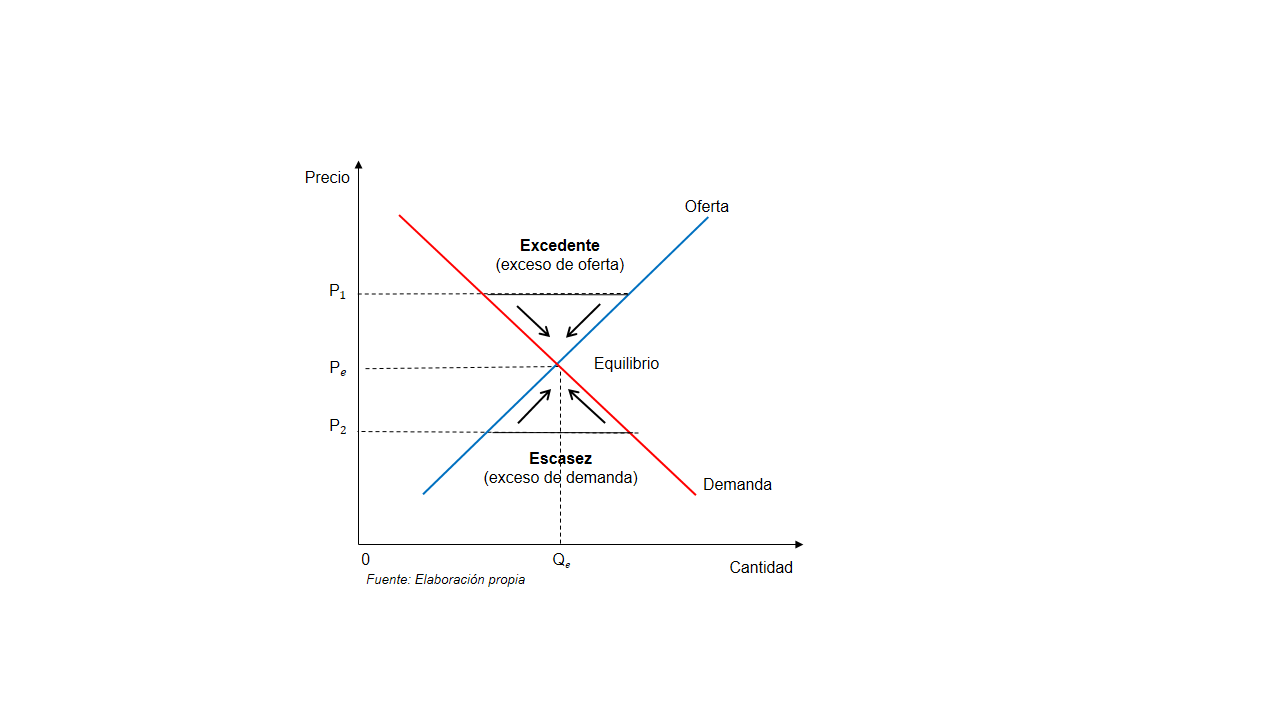 Precio
Oferta
Excedente
(exceso de oferta)
P1
Equilibrio
Pe
P2
Escasez
(exceso de demanda)
Demanda
0
Qe
Cantidad
Fuente: Elaboración propia